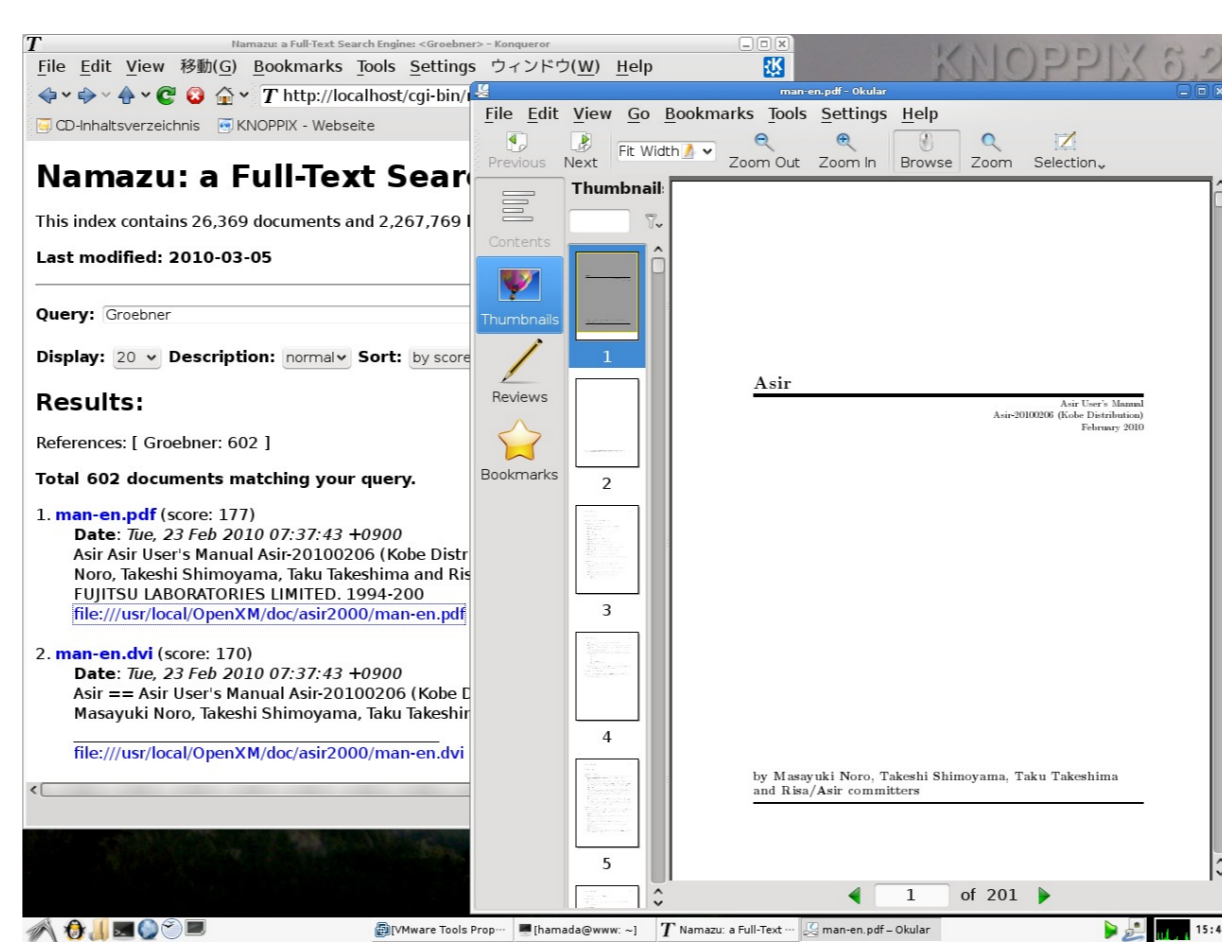 Namazu: a Full-Text Search Engine: <Groebner> – Konqueror
File Edit View 移動(G) Bookmarks Tools Settings ウィンドウ(W) Help
http://localhost/cgi-bin/
CD-Inhaltsverzeichnis KNOPPIX - Webseite
Namazu: a Full-Text Sear
This index contains 26,369 documents and 2,267,769
Last modified: 2010-03-05
Query: Groebner
Display: 20 Description: normal Sort: by score
Results:
References: [ Groebner: 602 ]
Total 602 documents matching your query.
1. man-en.pdf (score: 177)
Date: Tue, 23 Feb 2010 07:37:43 +0900
Asir Asir User's Manual Asir-20100206 (Kobe Distr
Noro, Takeshi Shimoyama, Taku Takeshima and Ris
FUJITSU LABORATORIES LIMITED. 1994-200
file:///usr/local/OpenXM/doc/asir2000/man-en.pdf
2. man-en.dvi (score: 170)
Date: Tue, 23 Feb 2010 07:37:43 +0900
Asir == Asir User's Manual Asir-20100206 (Kobe D
Masayuki Noro, Takeshi Shimoyama, Taku Takeshir
file:///usr/local/OpenXM/doc/asir2000/man-en.dvi
KNOPPIX 6.2
man-en.pdf – Okular
File Edit View Go Bookmarks Tools Settings Help
Previous Next Fit Width Zoom Out Zoom In Browse Zoom Selection
Contents
Thumbnails
Reviews
Bookmarks
Thumbnail
1
2
3
4
5
Asir
Asir User's Manual
Asir-20100206 (Kobe Distribution)
February 2010
by Masayuki Noro, Takeshi Shimoyama, Taku Takeshima
and Risa/Asir committers
1 of 201
[VMware Tools Prop··· [hamada@www: ~] Namazu: a Full-Text ··· man-en.pdf – Okular 15:4